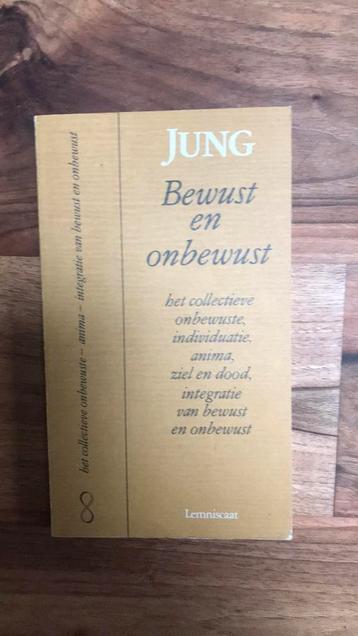 JUNG
Bewust
en
onbewust
het collectieve
onbewuste,
individuatie,
anima,
ziel en dood,
integratie
van bewust
en onbewust
Lemniscaat
het collectieve onbewuste – anima – integratie van bewust en onbewust